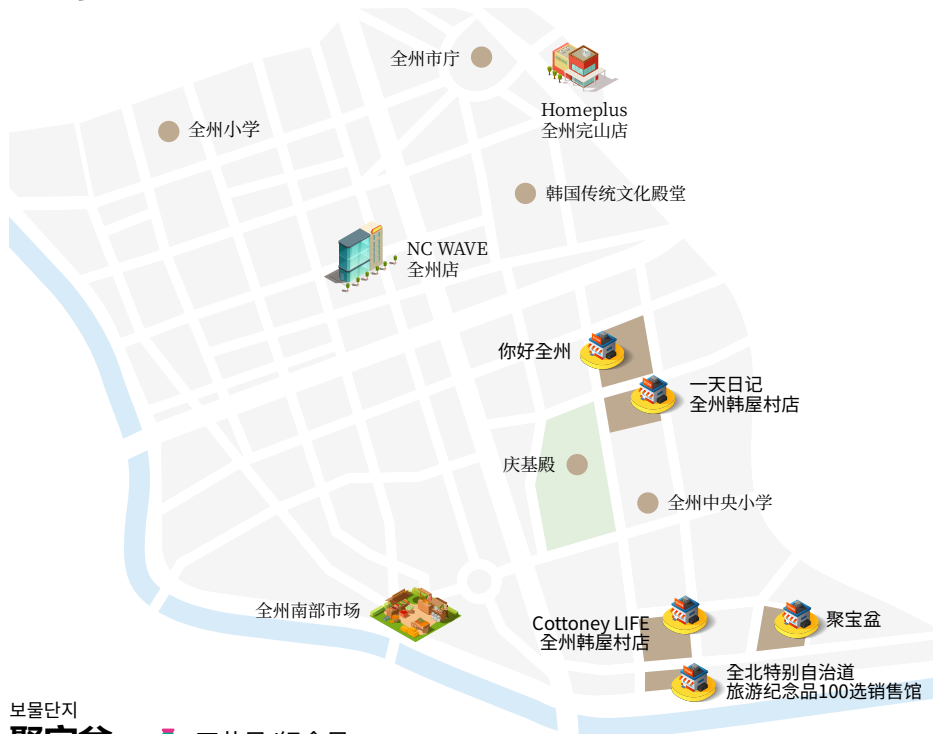 全州市庁
Homeplus
全州完山店
全州小学
韩国传统文化殿堂
NC WAVE
全州店
你好全州
一天日记
全州韩屋村店
庆基殿
全州中央小学
全州南部市场
Cottoney LIFE
全州韩屋村店
聚宝盆
全北特别自治道
旅游纪念品100选销售馆
보물단지